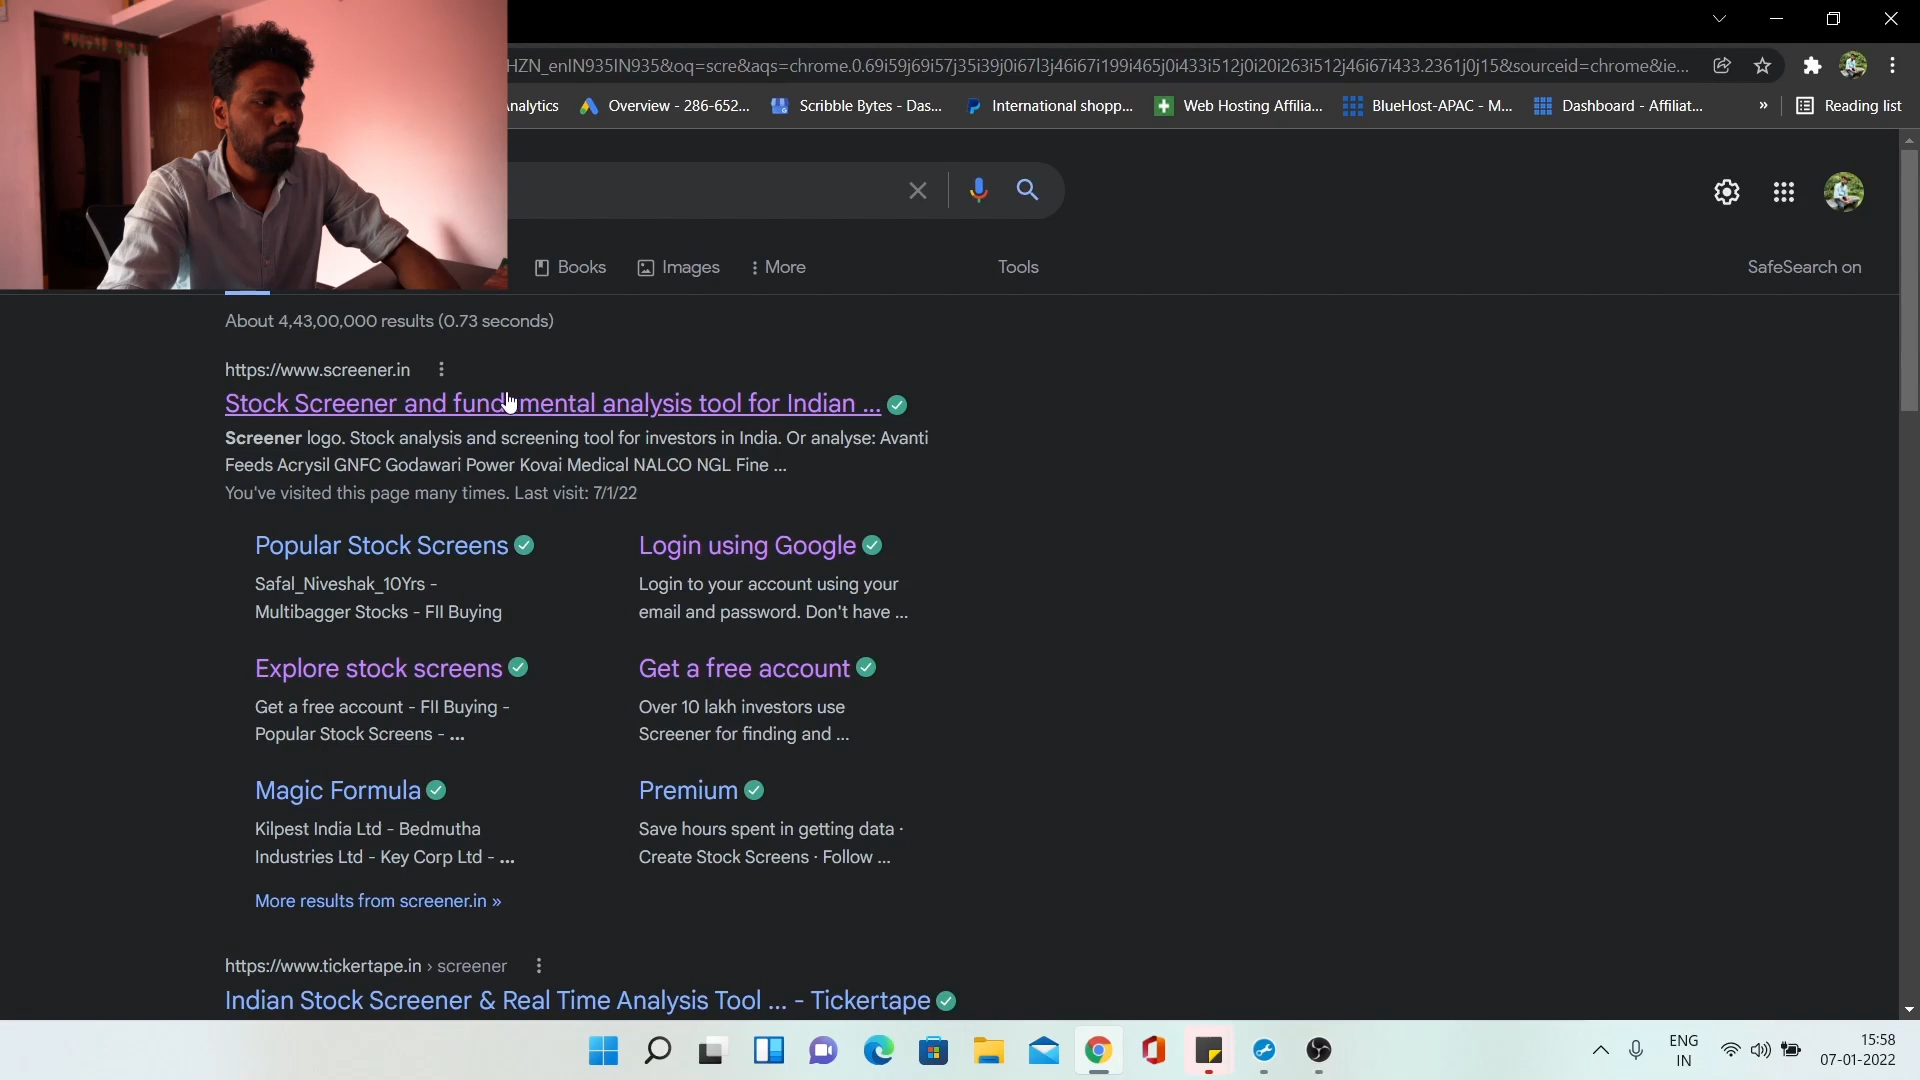 HZN_enIN935IN935&oq=scre&aqs=chrome.0.69i59j69i57j35i39j0i67l3j46i67i199i465j0i433i512j0i20i263i512j46i67i433.2361j0j15&sourceid=chrome&ie...
nalytics Overview - 286-652... Scribble Bytes - Das... International shopp... Web Hosting Affilia... BlueHost-APAC - M... Dashboard - Affiliat... » Reading list
Books Images More Tools SafeSearch on
About 4,43,00,000 results (0.73 seconds)
https://www.screener.in
Stock Screener and fundamental analysis tool for Indian ...
Screener logo. Stock analysis and screening tool for investors in India. Or analyse: Avanti
Feeds Acrysil GNFC Godawari Power Kovai Medical NALCO NGL Fine ...
You've visited this page many times. Last visit: 7/1/22
Popular Stock Screens Login using Google
Safal_Niveshak_10Yrs - Login to your account using your
Multibagger Stocks - FII Buying email and password. Don't have ...
Explore stock screens Get a free account
Get a free account - FII Buying - Over 10 lakh investors use
Popular Stock Screens - ... Screener for finding and ...
Magic Formula Premium
Kilpest India Ltd - Bedmutha Save hours spent in getting data ·
Industries Ltd - Key Corp Ltd - ... Create Stock Screens · Follow ...
More results from screener.in »
https://www.tickertape.in › screener
Indian Stock Screener & Real Time Analysis Tool ... - Tickertape
ENG 15:58
IN 07-01-2022